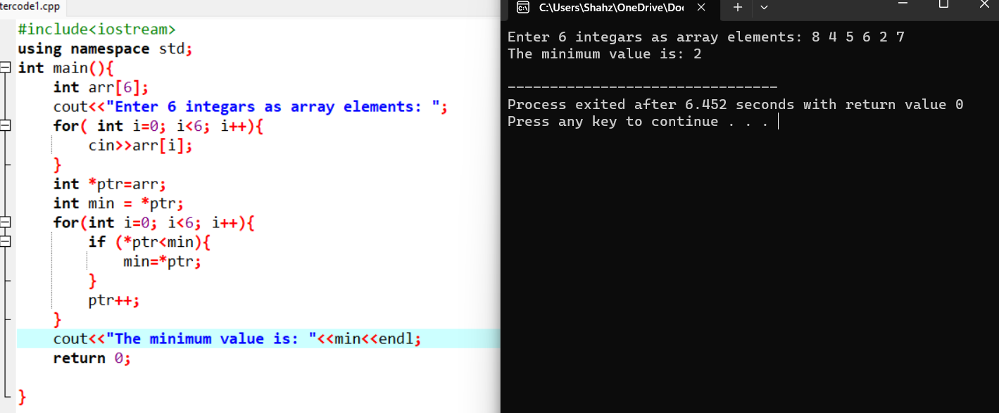 tercode1.cpp
#include<iostream>
using namespace std;
int main(){
int arr[6];
cout<<"Enter 6 integars as array elements: ";
for( int i=0; i<6; i++){
cin>>arr[i];
}
int *ptr=arr;
int min = *ptr;
for(int i=0; i<6; i++){
if (*ptr<min){
min=*ptr;
}
ptr++;
}
cout<<"The minimum value is: "<<min<<endl;
return 0;
}
C:\Users\Shahz\OneDrive\Doc
Enter 6 integars as array elements: 8 4 5 6 2 7
The minimum value is: 2
--------------------------------
Process exited after 6.452 seconds with return value 0
Press any key to continue . . .